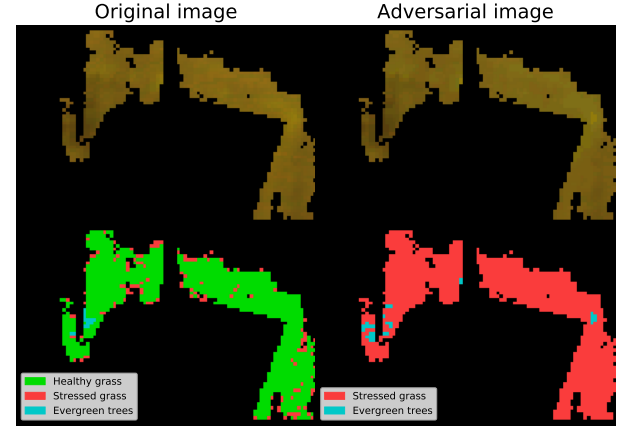 Original image
Adversarial image
Healthy grass
Stressed grass
Evergreen trees
Stressed grass
Evergreen trees